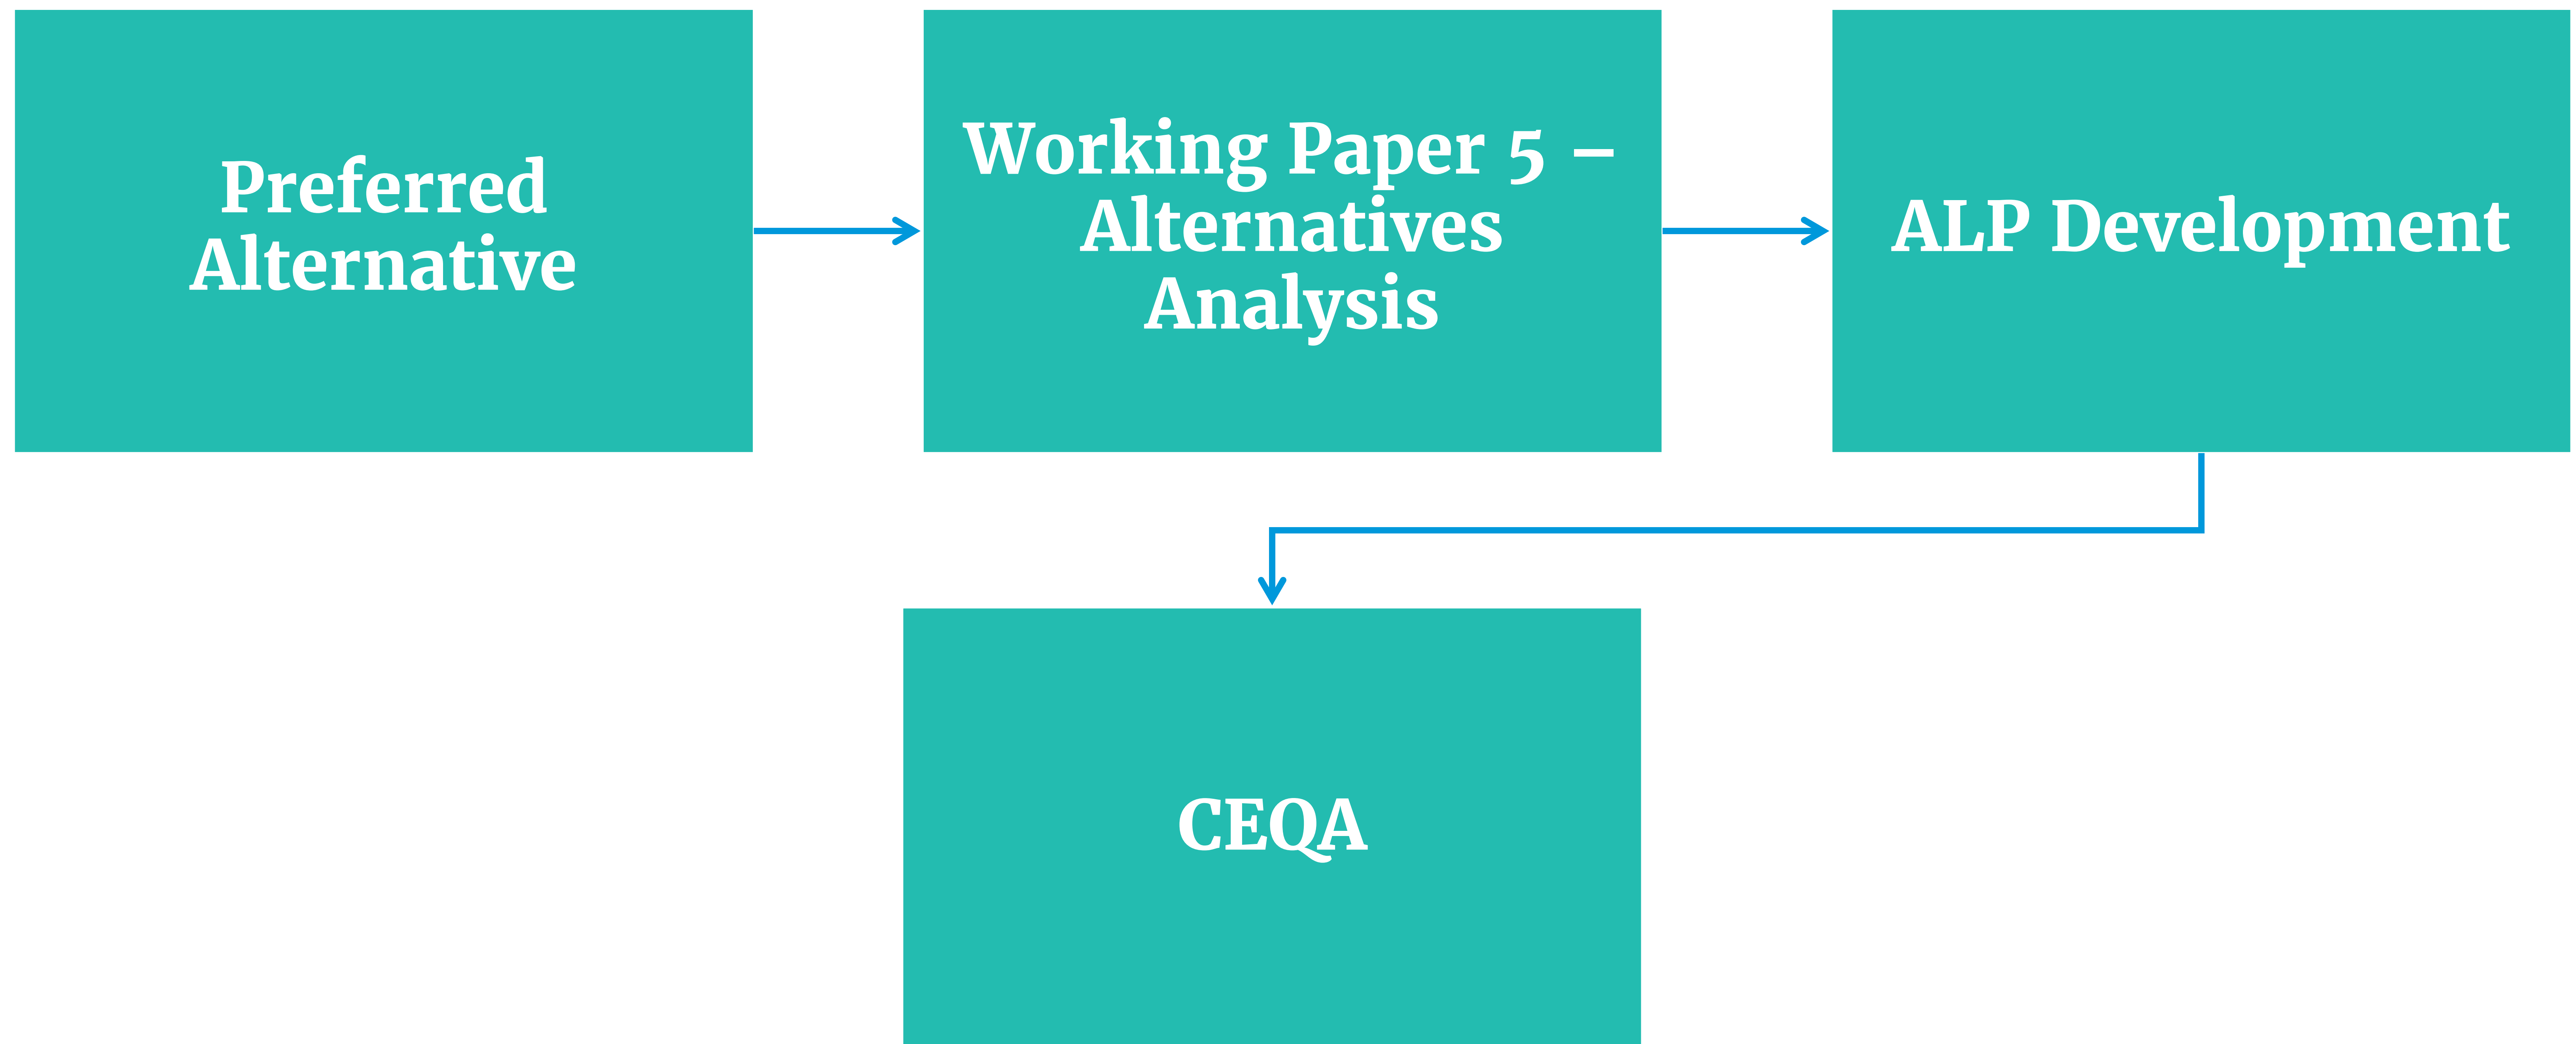 Preferred
Alternative
Working Paper 5 –
Alternatives
Analysis
ALP Development
CEQA